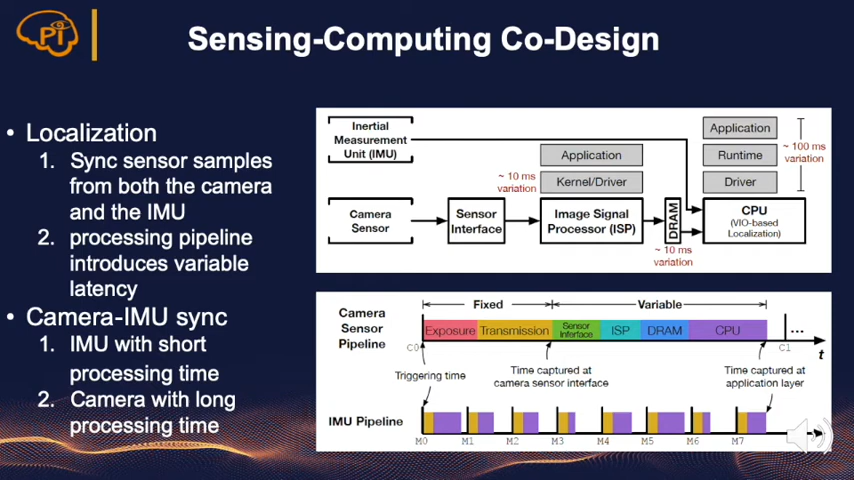 Pi
Sensing-Computing Co-Design
• Localization
1. Sync sensor samples
from both the camera
and the IMU
2. processing pipeline
introduces variable
latency
• Camera-IMU sync
1. IMU with short
processing time
2. Camera with long
processing time
Inertial
Measurement
Unit (IMU)
Application
Application
Runtime
~ 100 ms
variation
~ 10 ms
variation
Kernel/Driver
Driver
Camera
Sensor
Sensor
Interface
Image Signal
Processor (ISP)
DRAM
CPU
(VIO-based
Localization)
~ 10 ms
variation
Fixed
Variable
Camera
Sensor
Pipeline
Exposure
Transmission
Sensor
Interface
ISP
DRAM
CPU
...
C0
C1
t
Triggering time
Time captured at
camera sensor interface
Time captured at
application layer
IMU Pipeline
M0 M1 M2 M3 M4 M5 M6 M7